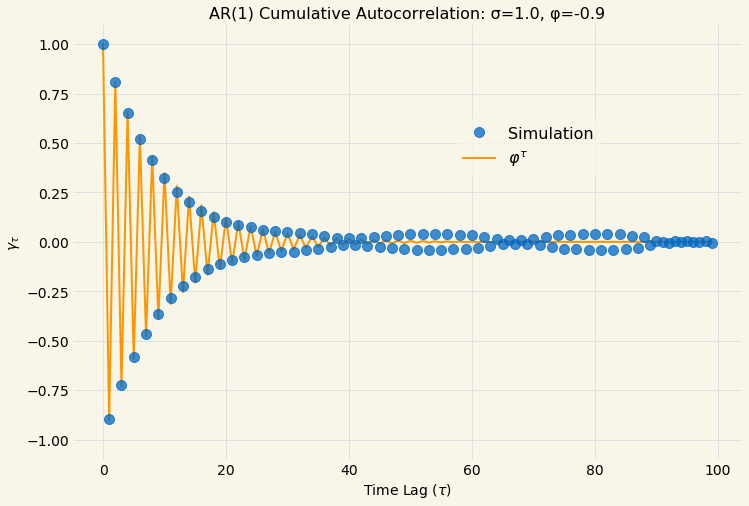 AR(1) Cumulative Autocorrelation: σ=1.0, φ=-0.9
1.00
0.75
0.50
0.25
0.00
−0.25
−0.50
−0.75
−1.00
γτ
Simulation
φ^τ
0 20 40 60 80 100
Time Lag (τ)